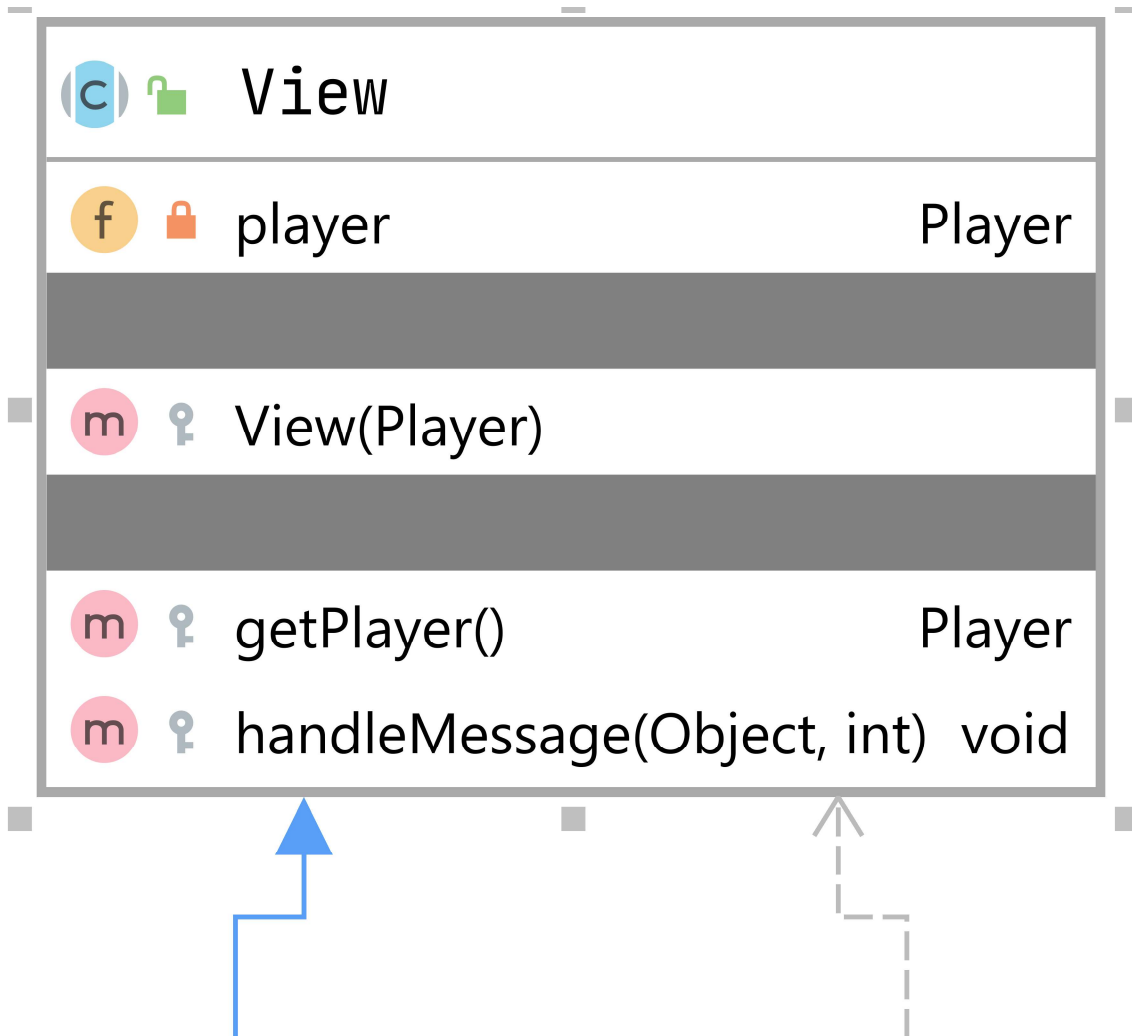 C View
f player Player
m View(Player)
m getPlayer() Player
m handleMessage(Object, int) void